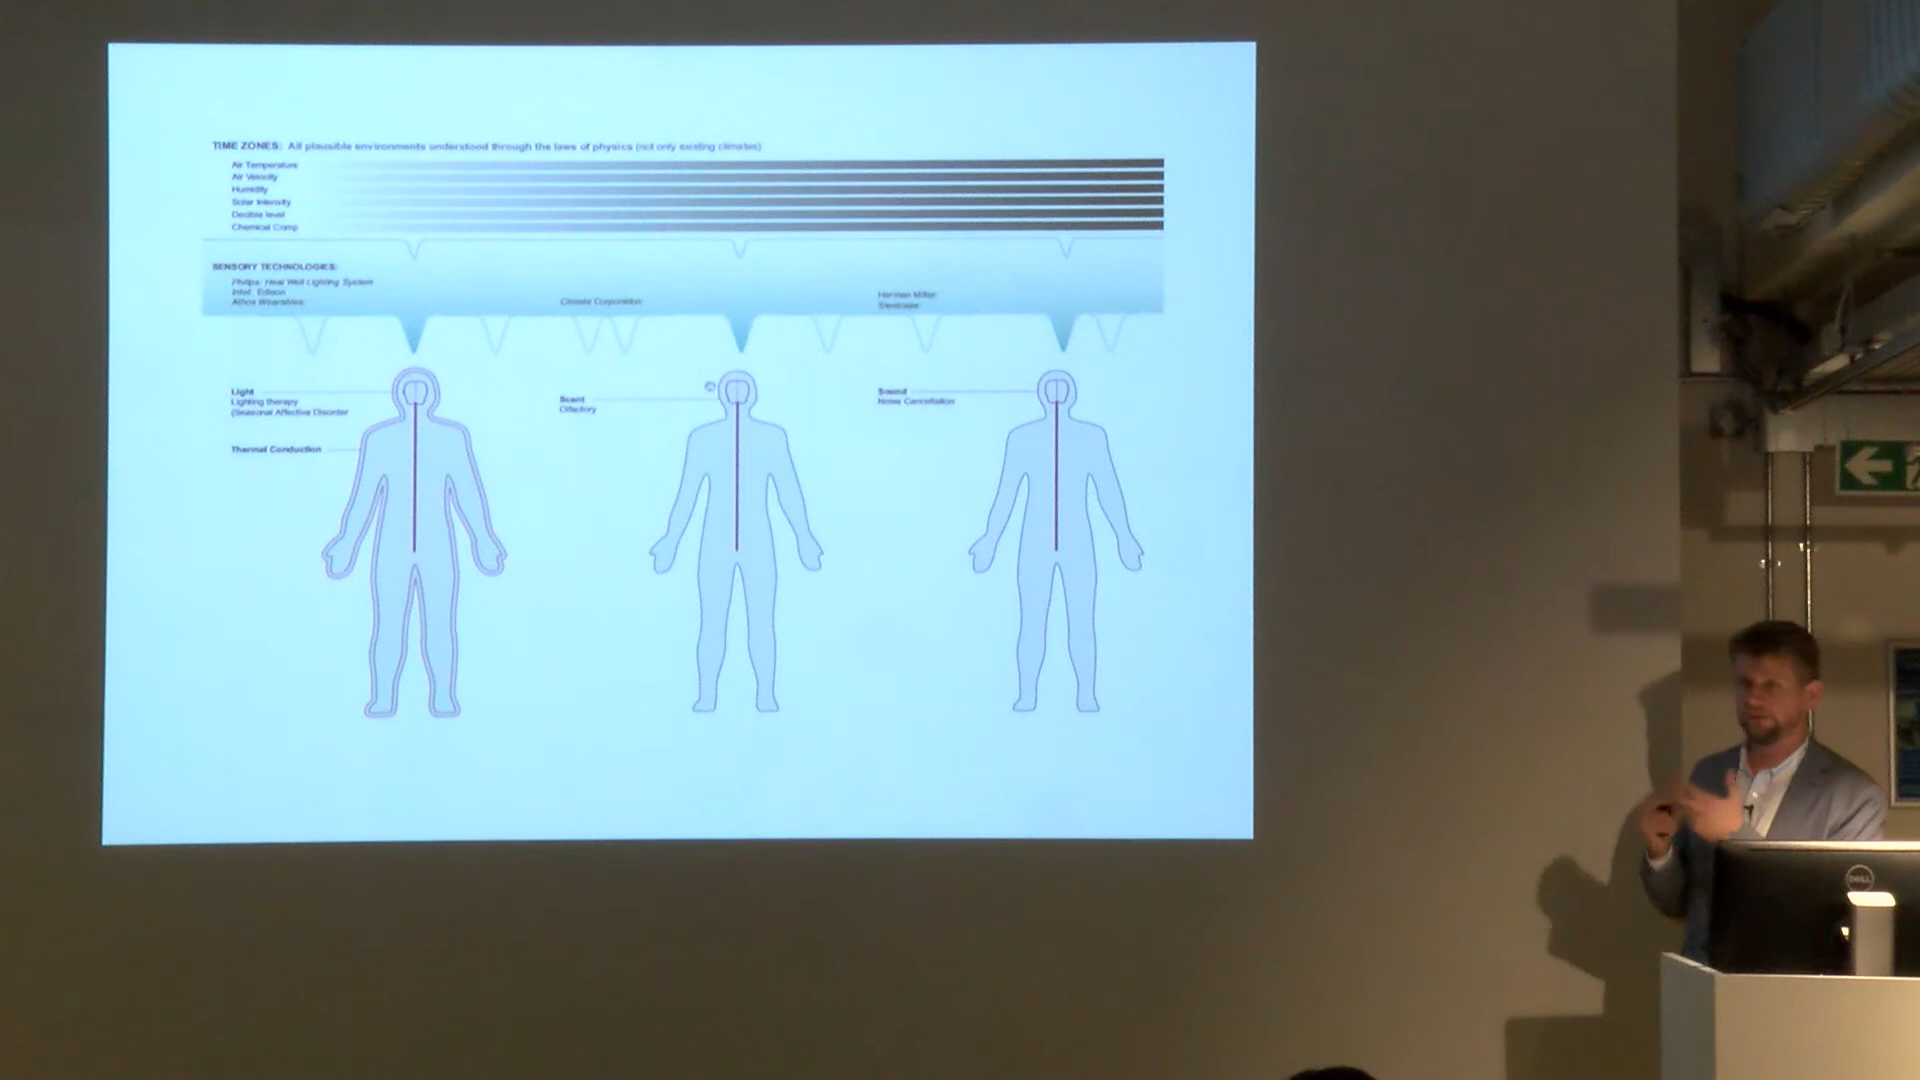 TIME ZONES: All plausible environments understood through the laws of physics (not only existing climates)
Air Temperature
Air Velocity
Humidity
Solar Intensity
Decible level
Chemical Comp
SENSORY TECHNOLOGIES:
Philips: Heal Well Lighting System
Intel: Edison
Athos Wearables:
Climate Corporation:
Herman Miller:
Steelcase:
Light
Lighting therapy
(Seasonal Affective Disorder
Thermal Conduction
Scent
Olfactory
Sound
Noise Cancellation
DELL